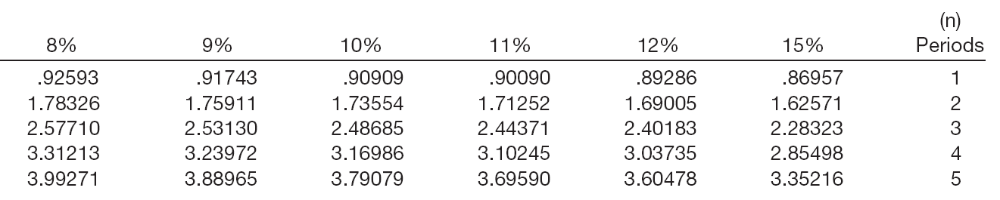 (n)
8% 9% 10% 11% 12% 15% Periods
.92593 .91743 .90909 .90090 .89286 .86957 1
1.78326 1.75911 1.73554 1.71252 1.69005 1.62571 2
2.57710 2.53130 2.48685 2.44371 2.40183 2.28323 3
3.31213 3.23972 3.16986 3.10245 3.03735 2.85498 4
3.99271 3.88965 3.79079 3.69590 3.60478 3.35216 5